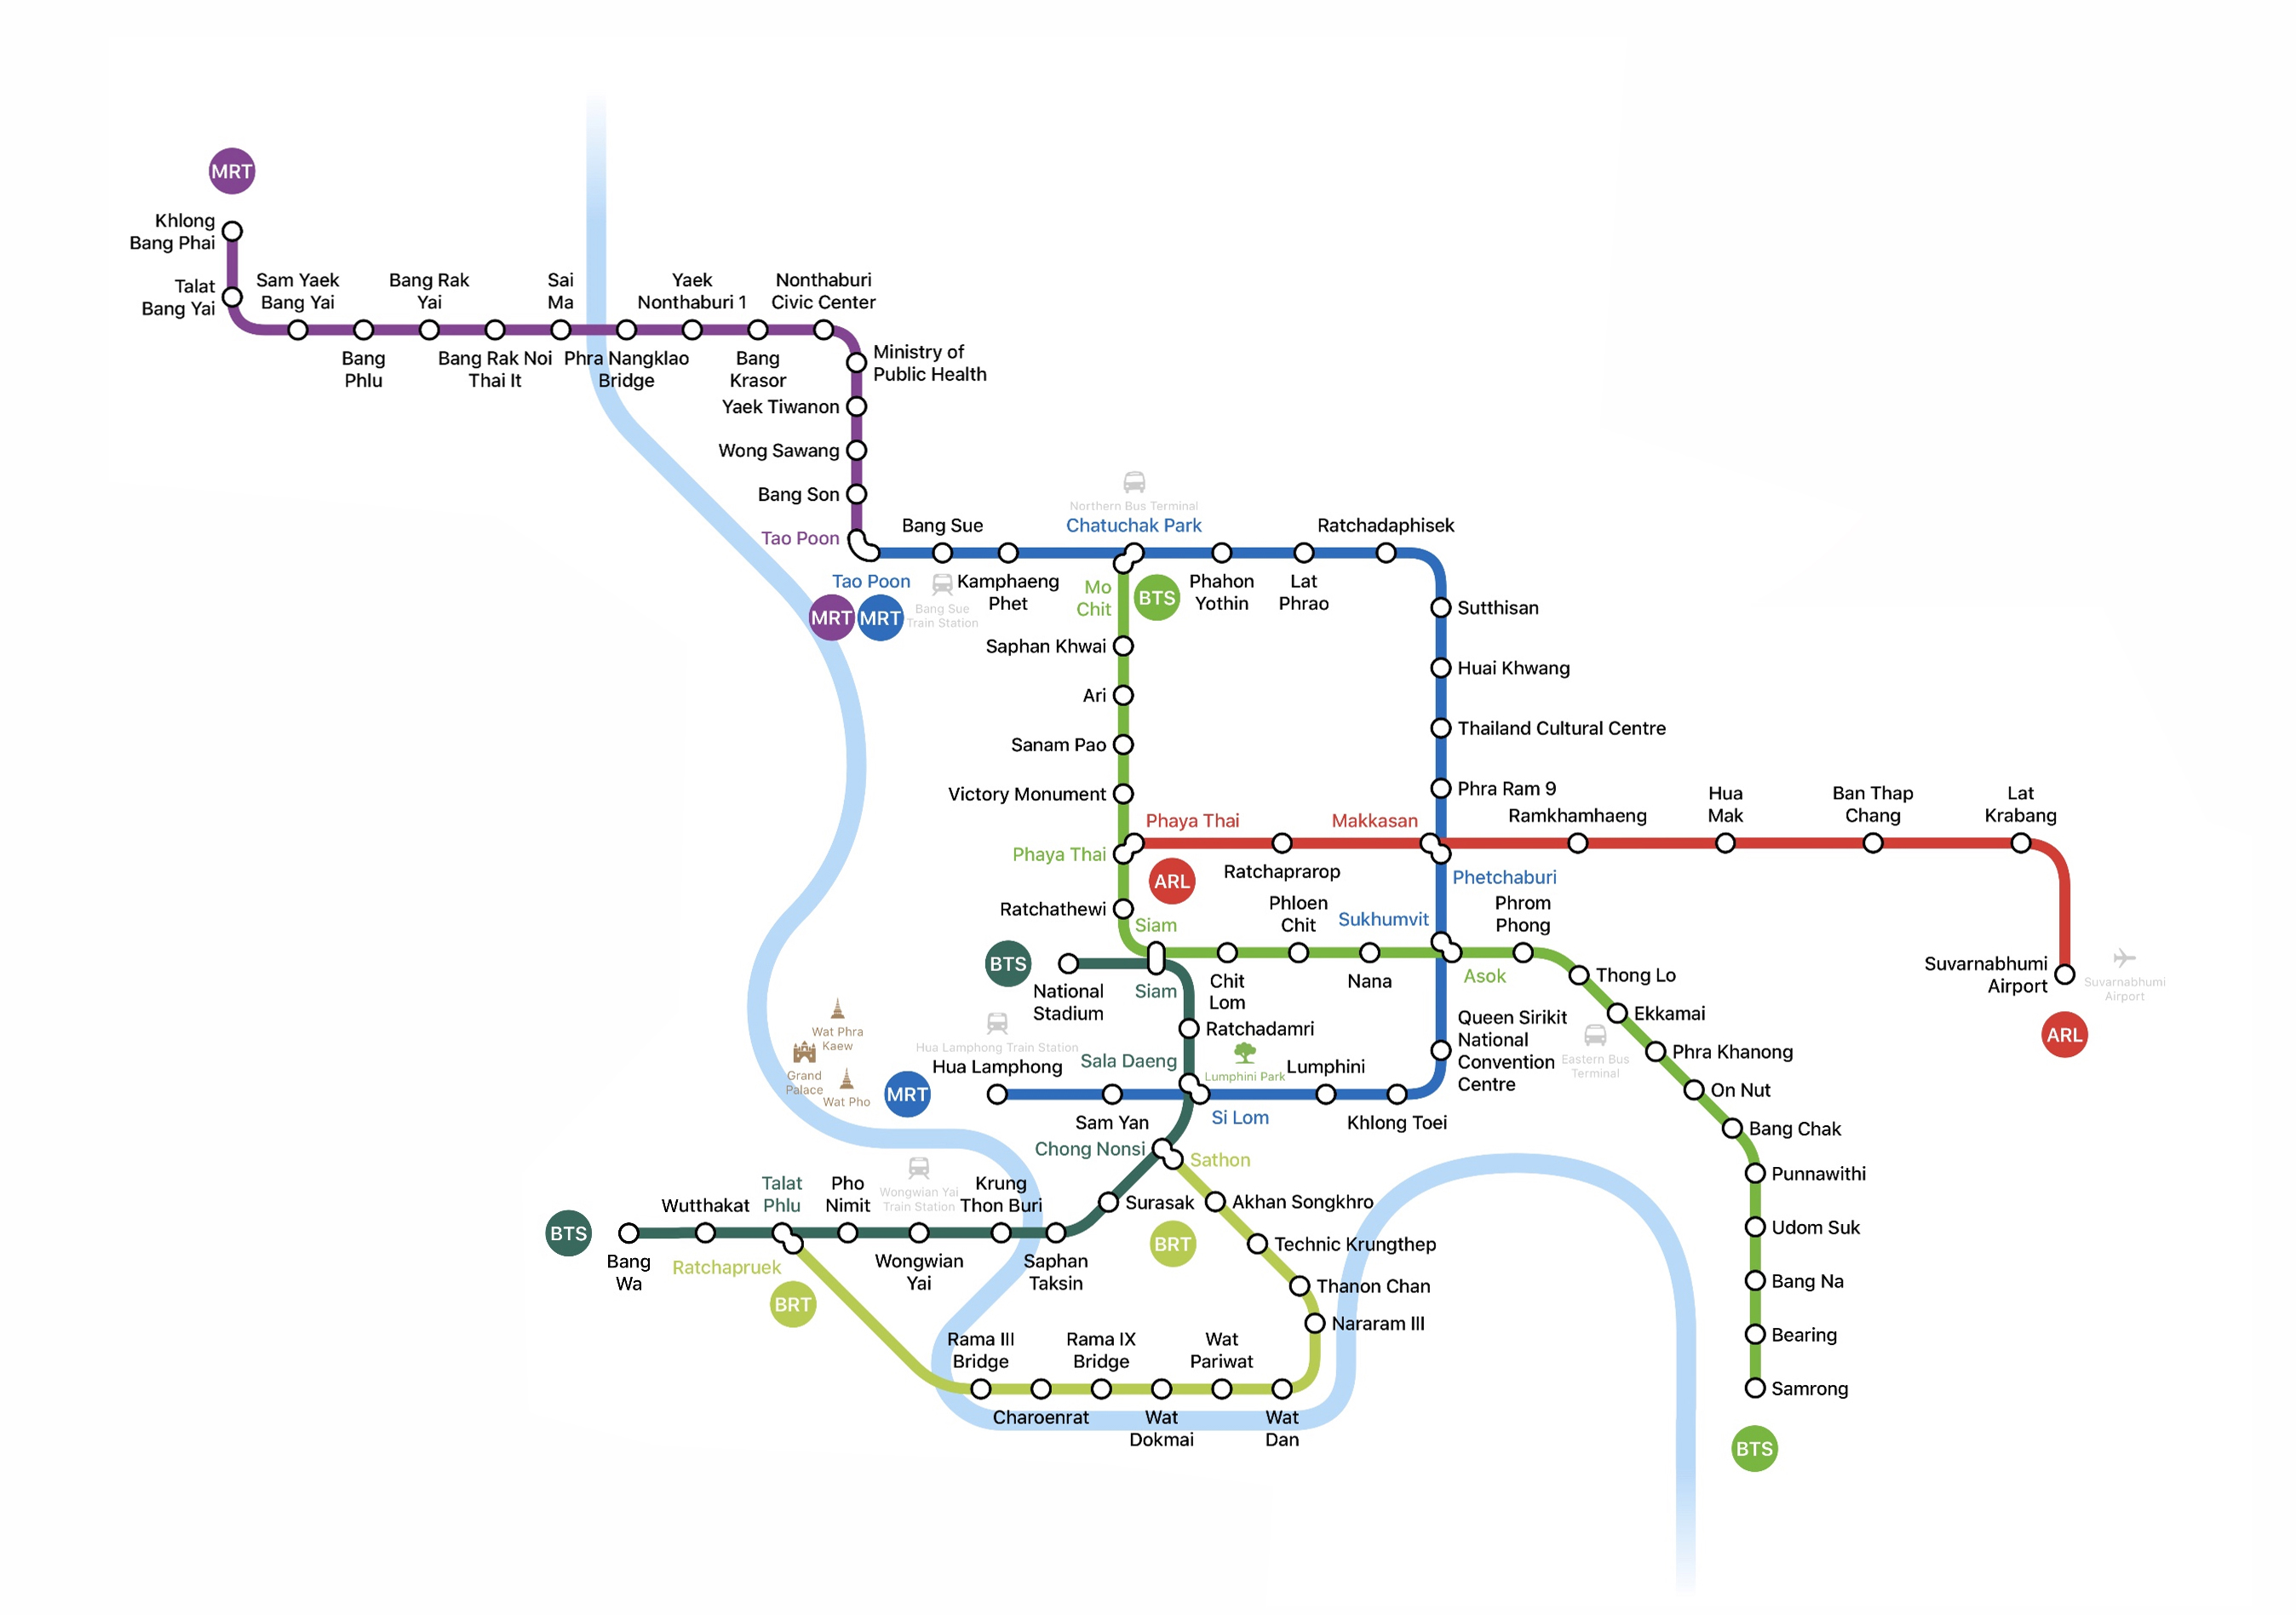 MRT
Khlong
Bang Phai
Talat
Bang Yai
Sam Yaek
Bang Yai
Bang
Phlu
Bang Rak
Yai
Bang Rak Noi
Thai It
Sai
Ma
Phra Nangklao
Bridge
Yaek
Nonthaburi 1
Bang
Krasor
Nonthaburi
Civic Center
Ministry of
Public Health
Yaek Tiwanon
Wong Sawang
Bang Son
Tao Poon
Tao Poon
MRT
MRT
Bang Sue
Bang Sue
Train Station
Kamphaeng
Phet
Northern Bus Terminal
Chatuchak Park
Mo
Chit
BTS
Phahon
Yothin
Lat
Phrao
Ratchadaphisek
Sutthisan
Huai Khwang
Thailand Cultural Centre
Phra Ram 9
Saphan Khwai
Ari
Sanam Pao
Victory Monument
Phaya Thai
Phaya Thai
ARL
Ratchaprarop
Makkasan
Phetchaburi
Ramkhamhaeng
Hua
Mak
Ban Thap
Chang
Lat
Krabang
Suvarnabhumi
Airport
Suvarnabhumi
Airport
ARL
Ratchathewi
Siam
BTS
National
Stadium
Siam
Chit
Lom
Phloen
Chit
Nana
Sukhumvit
Asok
Phrom
Phong
Thong Lo
Ekkamai
Eastern Bus
Terminal
Phra Khanong
On Nut
Bang Chak
Punnawithi
Udom Suk
Bang Na
Bearing
Samrong
BTS
Queen Sirikit
National
Convention
Centre
Ratchadamri
Sala Daeng
Lumphini Park
Lumphini
Khlong Toei
Si Lom
Sam Yan
Hua Lamphong Train Station
Hua Lamphong
MRT
Wat Phra
Kaew
Grand
Palace
Wat Pho
Chong Nonsi
Sathon
Surasak
BRT
Akhan Songkhro
Technic Krungthep
Thanon Chan
Nararam III
Wat
Dan
Wat
Pariwat
Wat
Dokmai
Rama IX
Bridge
Charoenrat
Rama III
Bridge
BTS
Bang
Wa
Wutthakat
Talat
Phlu
Ratchapruek
BRT
Pho
Nimit
Wongwian Yai
Train Station
Wongwian
Yai
Krung
Thon Buri
Saphan
Taksin